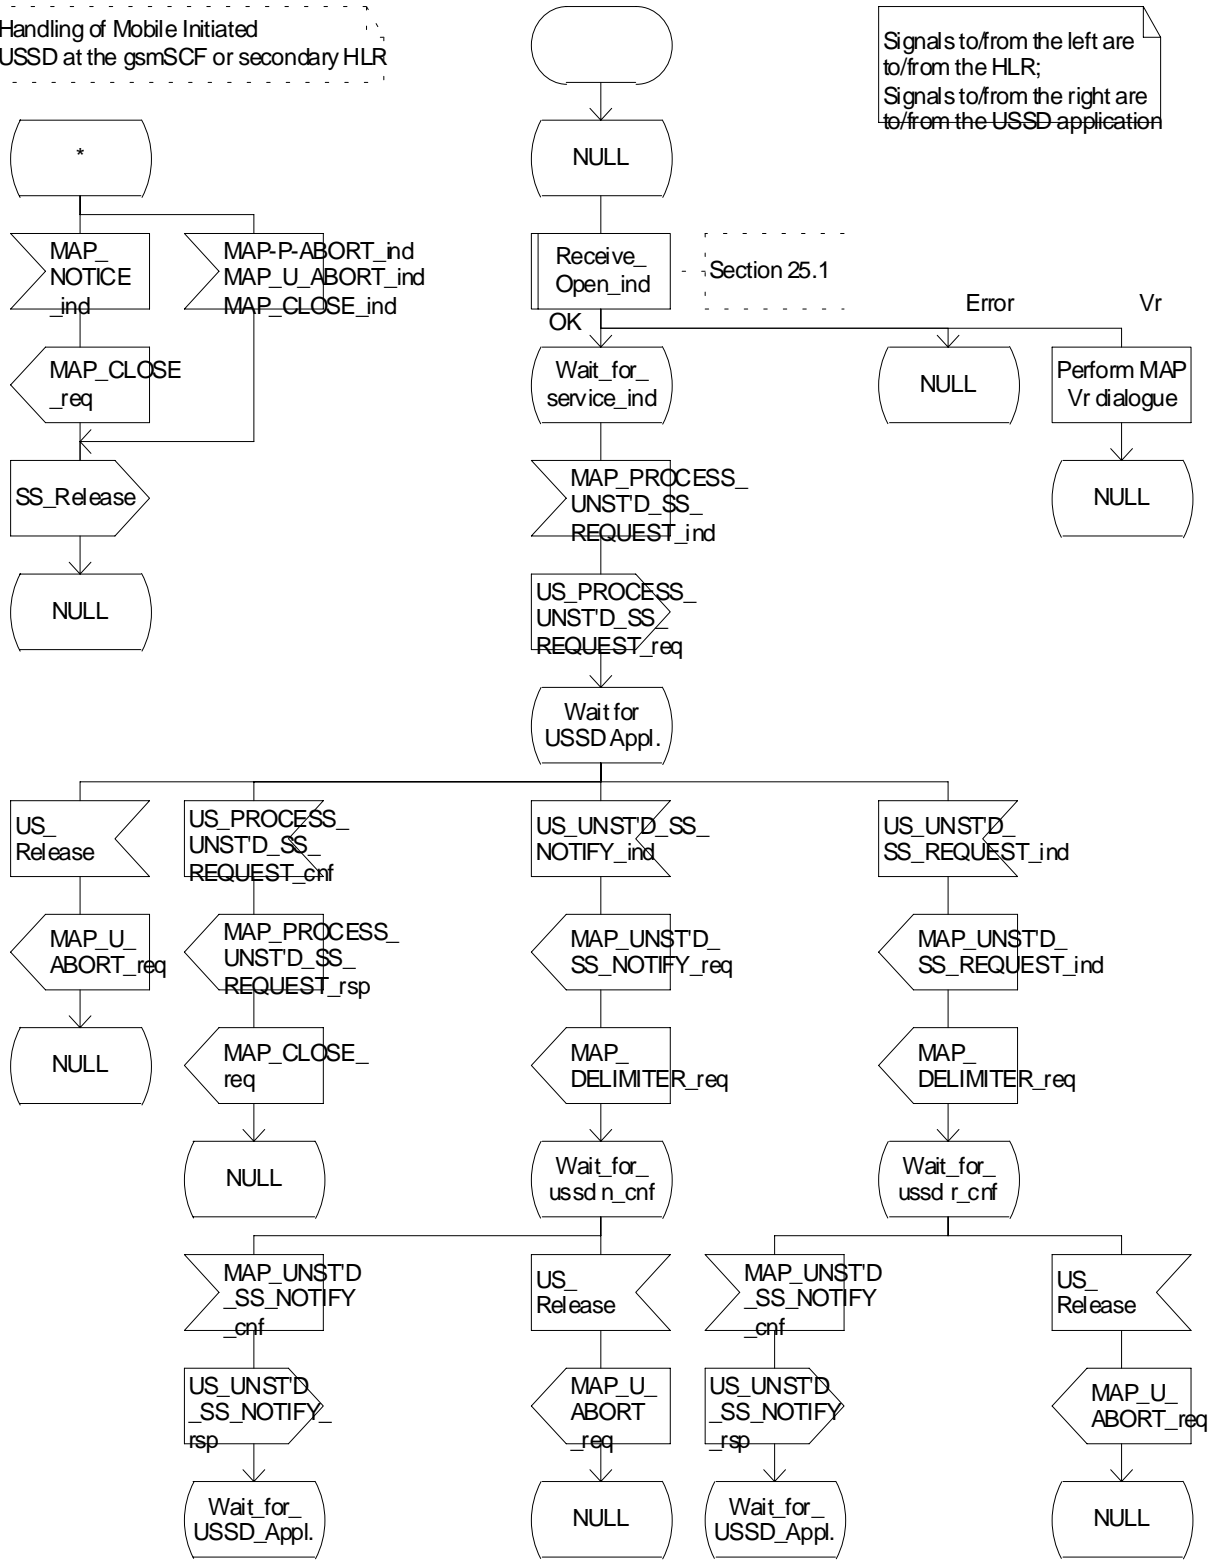 Handling of Mobile Initiated
USSD at the gsmSCF or secondary HLR
Signals to/from the left are
to/from the HLR;
Signals to/from the right are
to/from the USSD application
*
NULL
MAP_
NOTICE
_ind
MAP-P-ABORT_ind
MAP_U_ABORT_ind
MAP_CLOSE_ind
Receive_
Open_ind
Section 25.1
OK
Error
Vr
MAP_CLOSE
_req
Wait_for_
service_ind
NULL
Perform MAP
Vr dialogue
SS_Release
MAP_PROCESS_
UNST'D_SS_
REQUEST_ind
NULL
NULL
US_PROCESS_
UNST'D_SS_
REQUEST_req
Wait for
USSD Appl.
US_
Release
US_PROCESS_
UNST'D_SS_
REQUEST_cnf
US_UNST'D_SS_
NOTIFY_ind
US_UNST'D_
SS_REQUEST_ind
MAP_U_
ABORT_req
MAP_PROCESS_
UNST'D_SS_
REQUEST_rsp
MAP_UNST'D_
SS_NOTIFY_req
MAP_UNST'D_
SS_REQUEST_ind
NULL
MAP_CLOSE_
req
MAP_
DELIMITER_req
MAP_
DELIMITER_req
NULL
Wait_for_
ussd n_cnf
Wait_for_
ussd r_cnf
MAP_UNST'D
_SS_NOTIFY
_cnf
US_
Release
MAP_UNST'D
_SS_NOTIFY
_cnf
US_
Release
US_UNST'D
_SS_NOTIFY_
rsp
MAP_U_
ABORT
_req
US_UNST'D
_SS_NOTIFY
_rsp
MAP_U_
ABORT_req
Wait_for_
USSD_Appl.
NULL
Wait_for_
USSD_Appl.
NULL